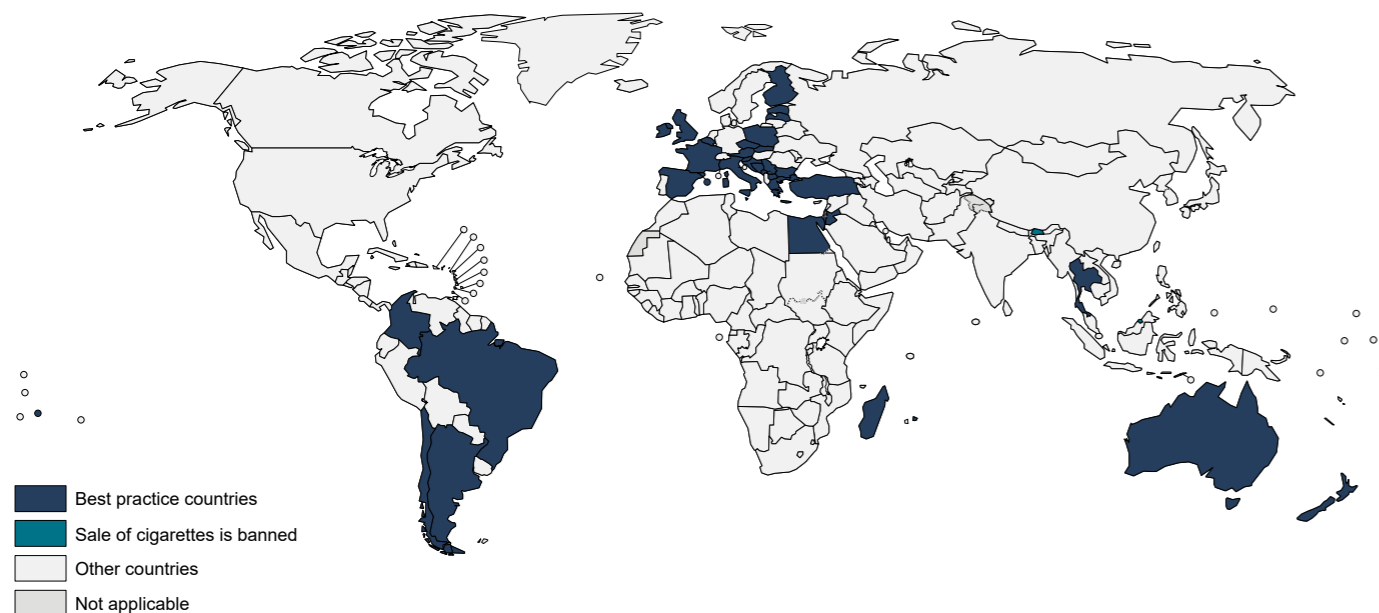 Best practice countries
Sale of cigarettes is banned
Other countries
Not applicable